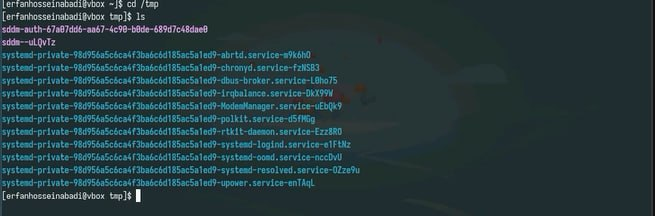 [erfanhosseinabadi@vbox ~]$ cd /tmp
[erfanhosseinabadi@vbox tmp]$ ls
sddm-auth-67a07dd6-aa67-4c90-b0de-689d7c48dae0
sddm--uLQvTz
systemd-private-98d956a5c6ca4f3ba6c6d185ac5a1ed9-abrtd.service-m9k6hO
systemd-private-98d956a5c6ca4f3ba6c6d185ac5a1ed9-chronyd.service-fzNSB3
systemd-private-98d956a5c6ca4f3ba6c6d185ac5a1ed9-dbus-broker.service-L0ho75
systemd-private-98d956a5c6ca4f3ba6c6d185ac5a1ed9-irqbalance.service-DkX99W
systemd-private-98d956a5c6ca4f3ba6c6d185ac5a1ed9-ModemManager.service-uEbQk9
systemd-private-98d956a5c6ca4f3ba6c6d185ac5a1ed9-polkit.service-d5fMGg
systemd-private-98d956a5c6ca4f3ba6c6d185ac5a1ed9-rtkit-daemon.service-Ezz8RO
systemd-private-98d956a5c6ca4f3ba6c6d185ac5a1ed9-systemd-logind.service-e1FtNz
systemd-private-98d956a5c6ca4f3ba6c6d185ac5a1ed9-systemd-oomd.service-nccDvU
systemd-private-98d956a5c6ca4f3ba6c6d185ac5a1ed9-systemd-resolved.service-OZze9u
systemd-private-98d956a5c6ca4f3ba6c6d185ac5a1ed9-upower.service-enTAqL
[erfanhosseinabadi@vbox tmp]$